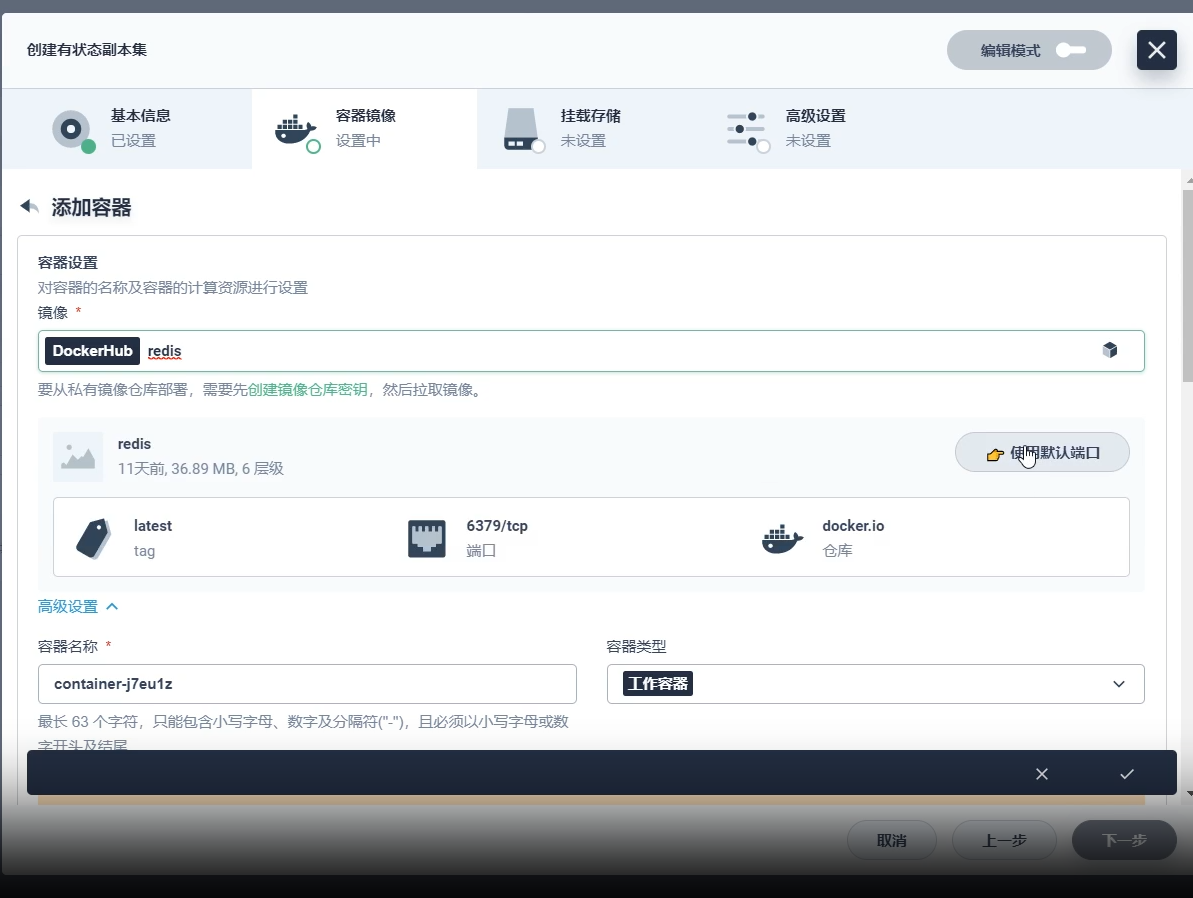 创建有状态副本集
编辑模式
基本信息
已设置
容器镜像
设置中
挂载存储
未设置
高级设置
未设置
添加容器
容器设置
对容器的名称及容器的计算资源进行设置
镜像 *
DockerHub redis
要从私有镜像仓库部署，需要先创建镜像仓库密钥，然后拉取镜像。
redis
11天前, 36.89 MB, 6 层级
使用默认端口
latest
tag
6379/tcp
端口
docker.io
仓库
高级设置
容器名称 *
container-j7eu1z
最长 63 个字符，只能包含小写字母、数字及分隔符("-")，且必须以小写字母或数
字开头及结尾
容器类型
工作容器
取消
上一步
下一步